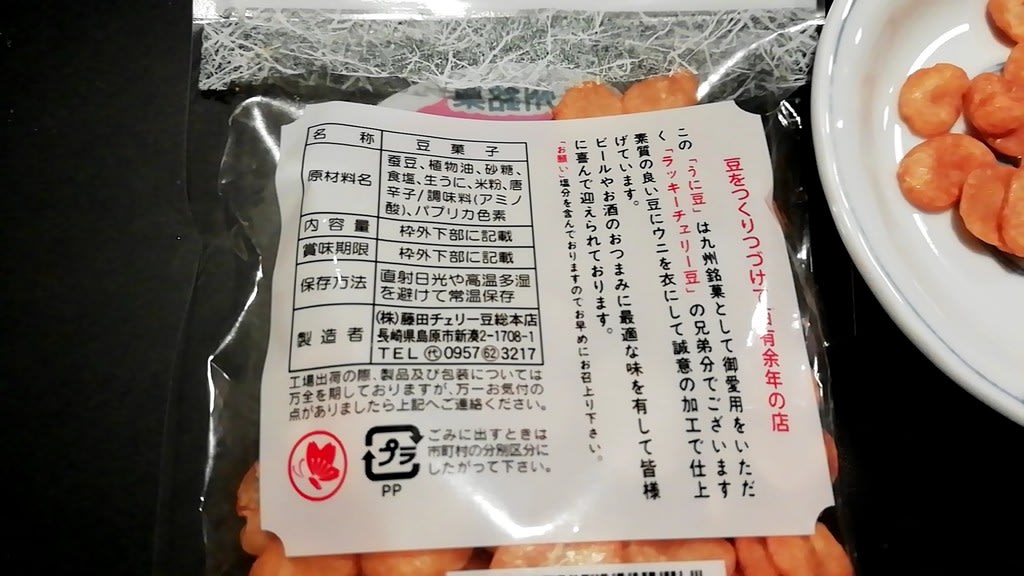 豆をつくりつづけて百有余年の店
この「うに豆」は九州銘菓として御愛用をいただ
く、「ラッキーチェリー豆」の兄弟分でございます
素質の良い豆にウニを衣にして誠意の加工で仕上
げています。
ビールやお酒のおつまみに最適な味を有して皆様
に喜んで迎えられております。
「お願い」塩分を含んでおりますのでお早めにお召上り下さい。
名称 豆菓子
原材料名 蚕豆、植物油、砂糖、
食塩、生うに、米粉、唐
辛子/調味料(アミノ
酸)、パプリカ色素
内容量 枠外下部に記載
賞味期限 枠外下部に記載
保存方法 直射日光や高温多湿
を避けて常温保存
製造者 (株)藤田チェリー豆総本店
長崎県島原市新湊2-1708-1
TEL 代 0957 62 3217
工場出荷の際、製品及び包装については
万全を期しておりますが、万一お気付の
点がありましたら上記へご連絡ください。
プラ
PP
ごみに出すときは
市町村の分別区分に
したがって下さい。